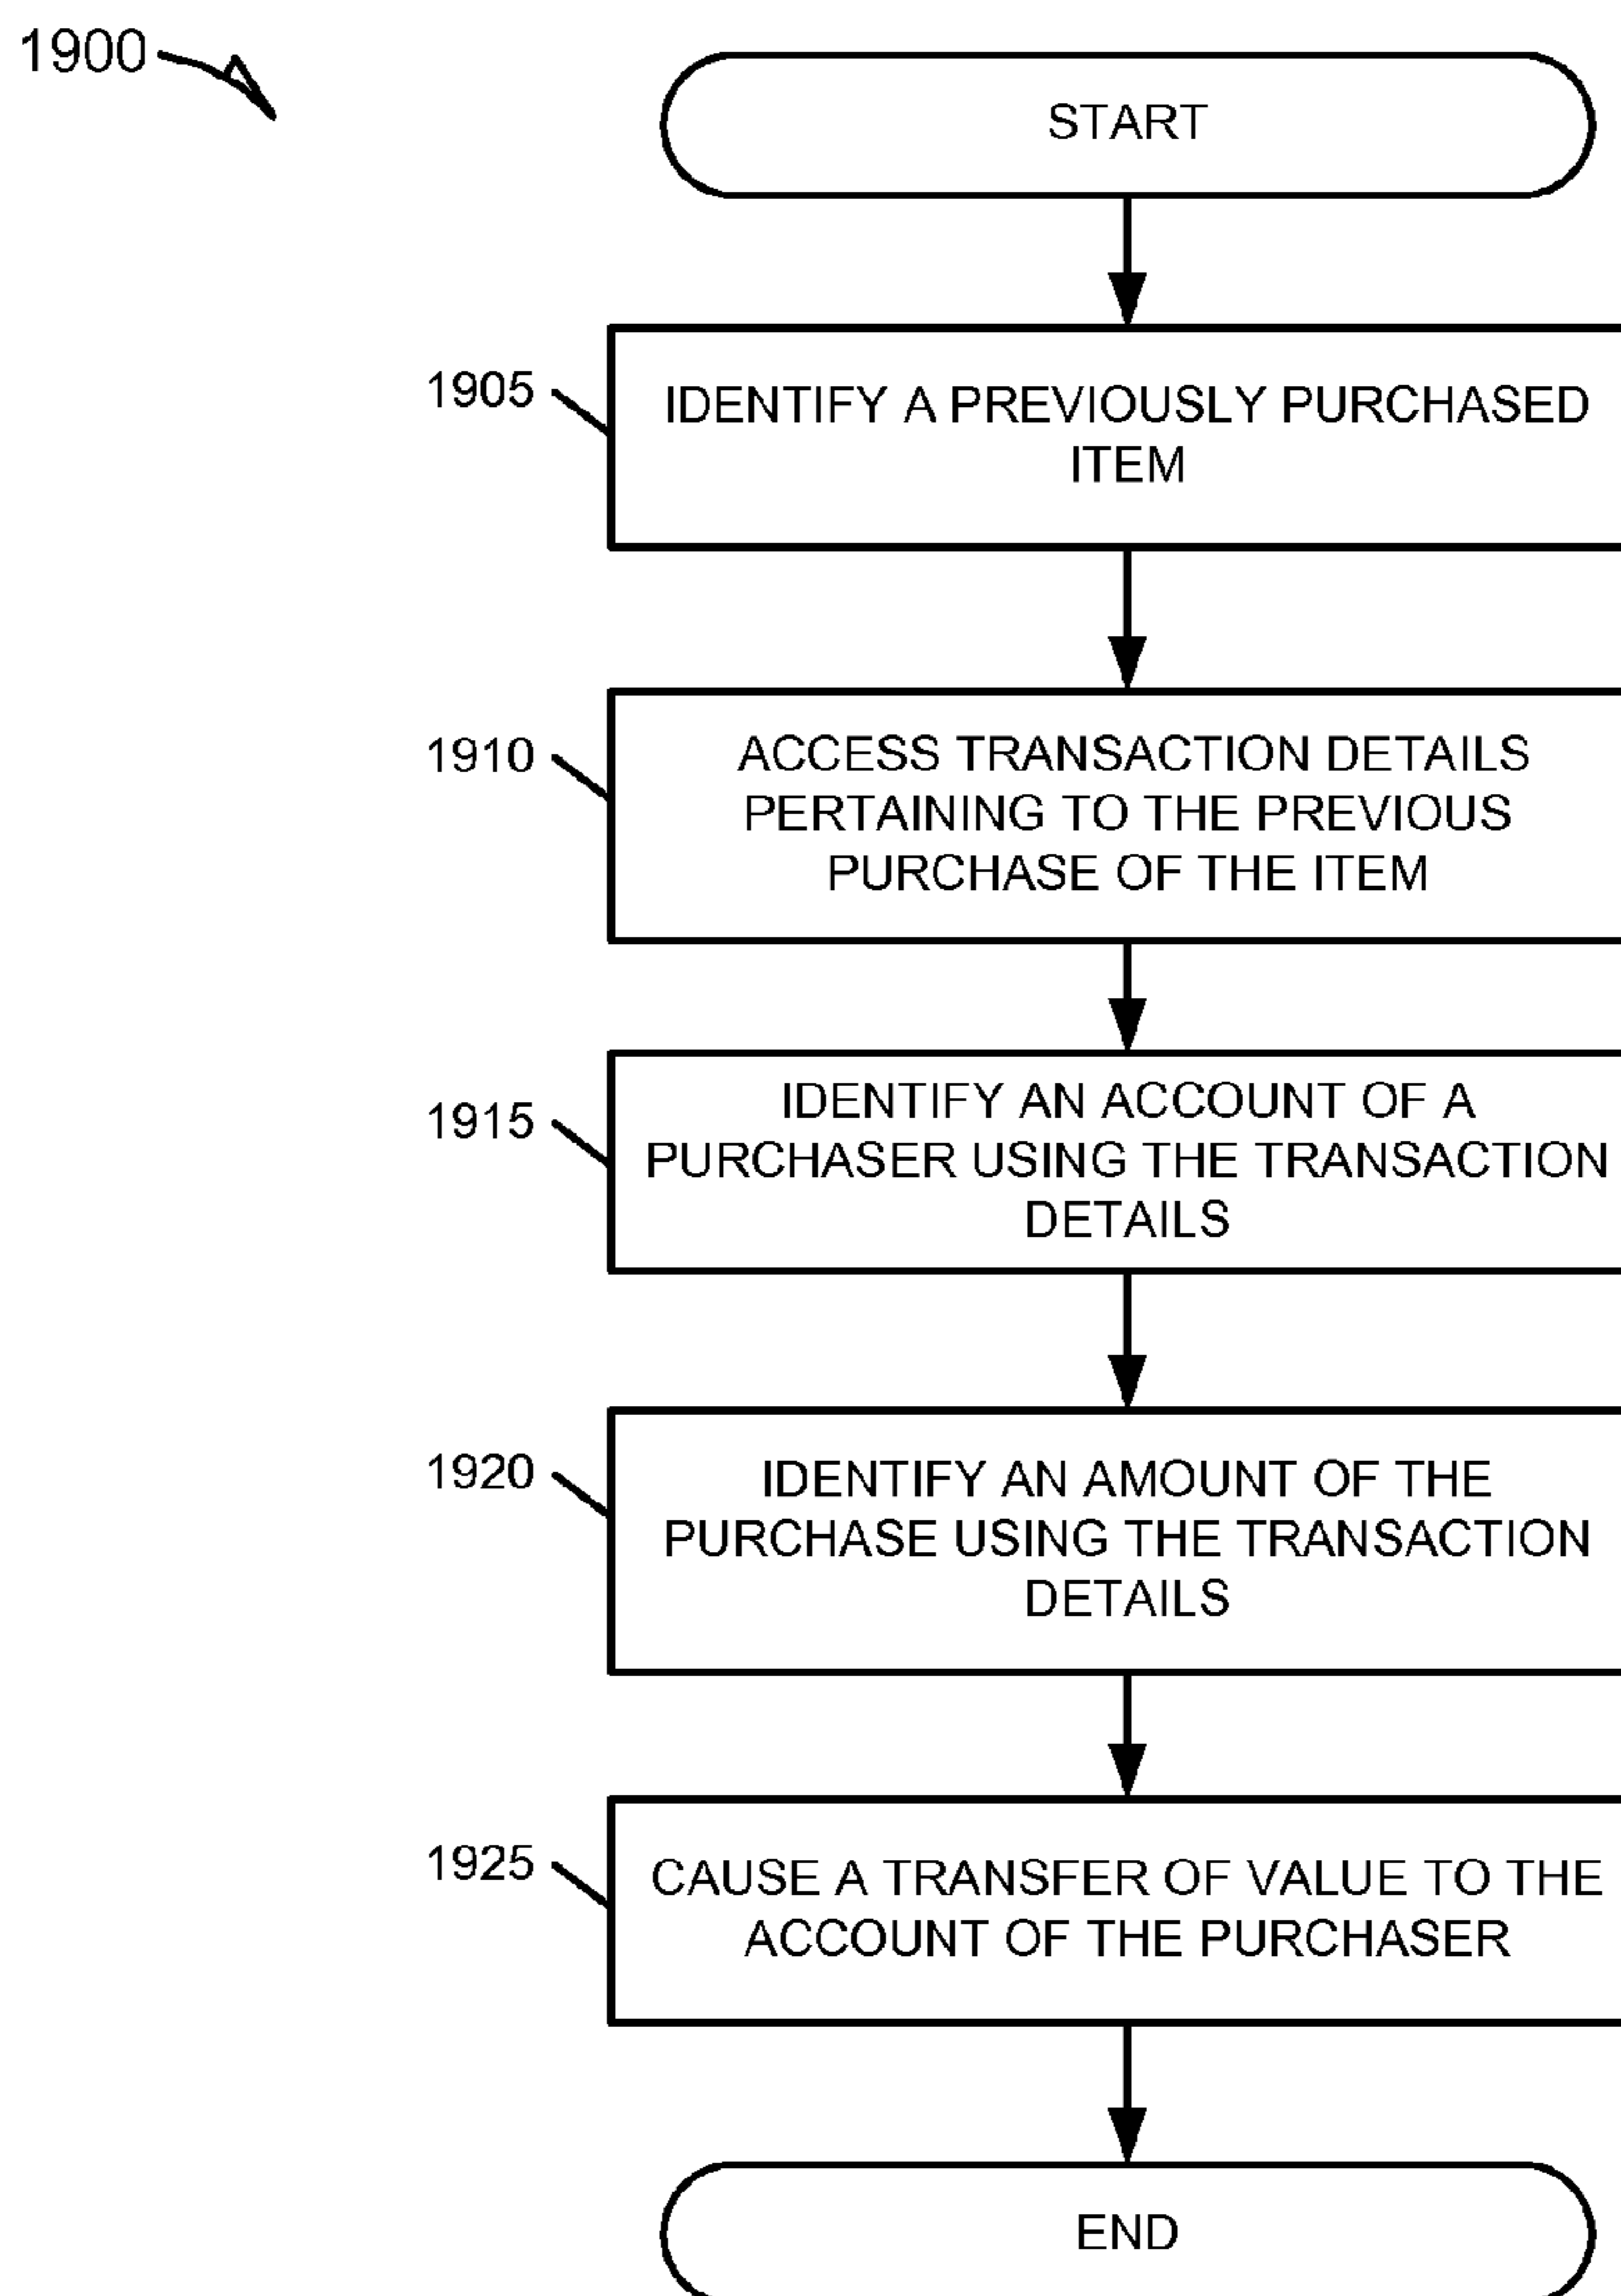 1900
START
1905
IDENTIFY A PREVIOUSLY PURCHASED
ITEM
1910
ACCESS TRANSACTION DETAILS
PERTAINING TO THE PREVIOUS
PURCHASE OF THE ITEM
1915
IDENTIFY AN ACCOUNT OF A
PURCHASER USING THE TRANSACTION
DETAILS
1920
IDENTIFY AN AMOUNT OF THE
PURCHASE USING THE TRANSACTION
DETAILS
1925
CAUSE A TRANSFER OF VALUE TO THE
ACCOUNT OF THE PURCHASER
END